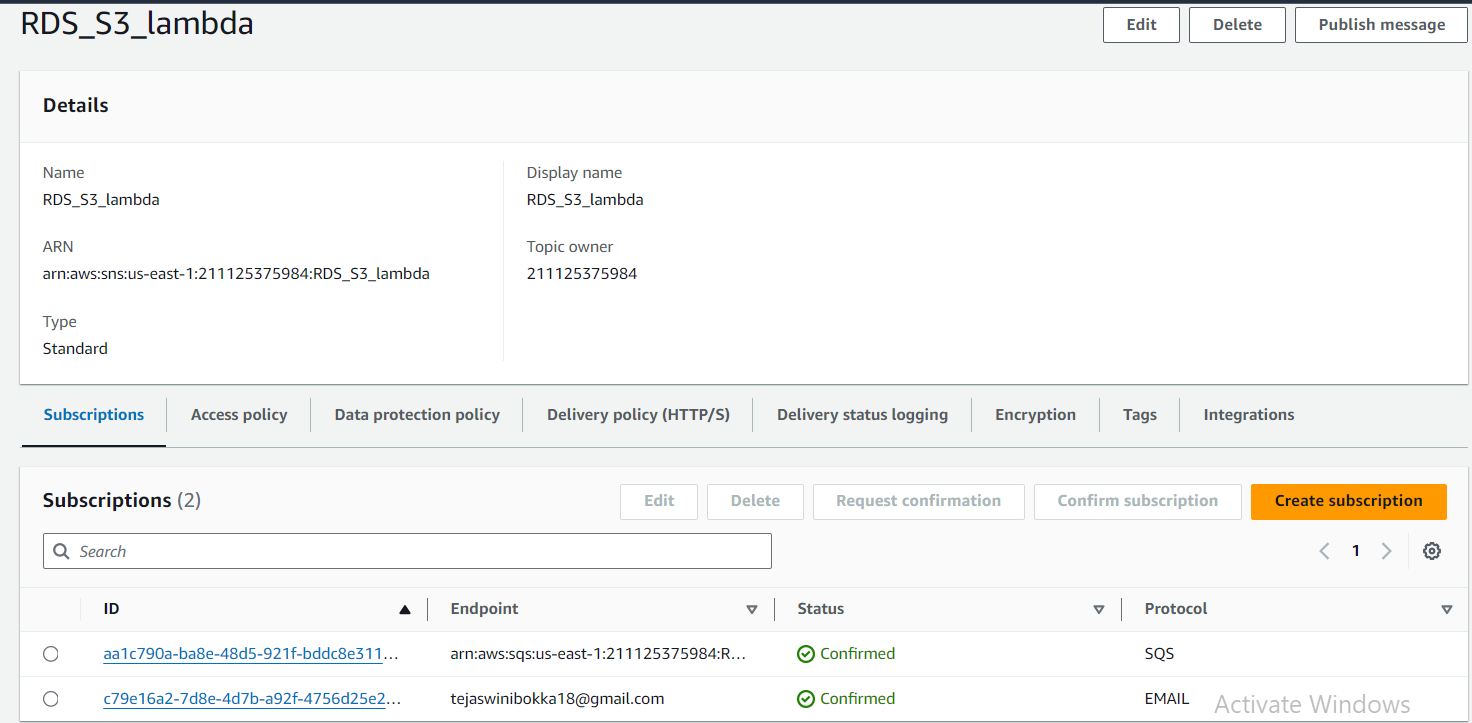 RDS_S3_lambda
Edit Delete Publish message
Details
Name Display name
RDS_S3_lambda RDS_S3_lambda
ARN Topic owner
arn:aws:sns:us-east-1:211125375984:RDS_S3_lambda 211125375984
Type
Standard
Subscriptions Access policy Data protection policy Delivery policy (HTTP/S) Delivery status logging Encryption Tags Integrations
Subscriptions (2) Edit Delete Request confirmation Confirm subscription Create subscription
Search 1
ID Endpoint Status Protocol
aa1c790a-ba8e-48d5-921f-bddc8e311... arn:aws:sqs:us-east-1:211125375984:R... Confirmed SQS
c79e16a2-7d8e-4d7b-a92f-4756d25e2... tejaswinibokka18@gmail.com Confirmed EMAIL
Activate Windows